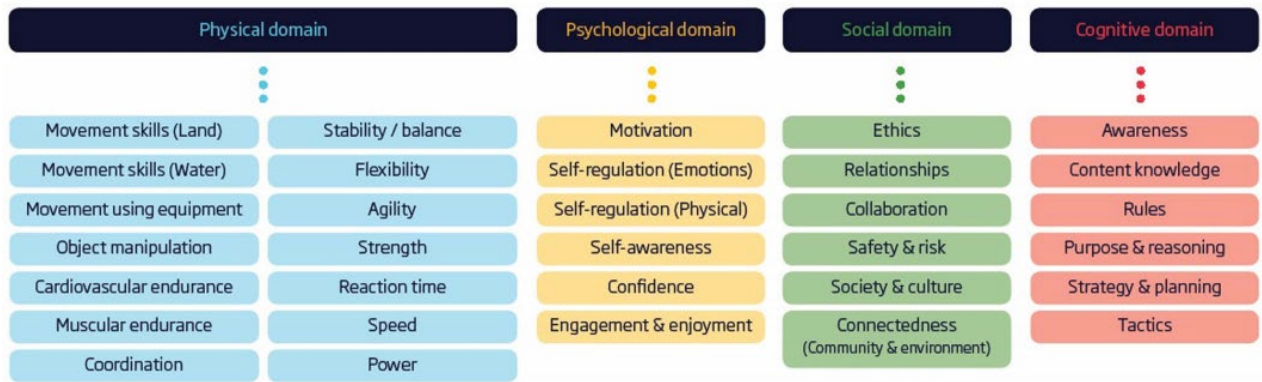 Physical domain
Psychological domain
Social domain
Cognitive domain
Movement skills (Land)
Movement skills (Water)
Movement using equipment
Object manipulation
Cardiovascular endurance
Muscular endurance
Coordination
Stability / balance
Flexibility
Agility
Strength
Reaction time
Speed
Power
Motivation
Self-regulation (Emotions)
Self-regulation (Physical)
Self-awareness
Confidence
Engagement & enjoyment
Ethics
Relationships
Collaboration
Safety & risk
Society & culture
Connectedness
(Community & environment)
Awareness
Content knowledge
Rules
Purpose & reasoning
Strategy & planning
Tactics